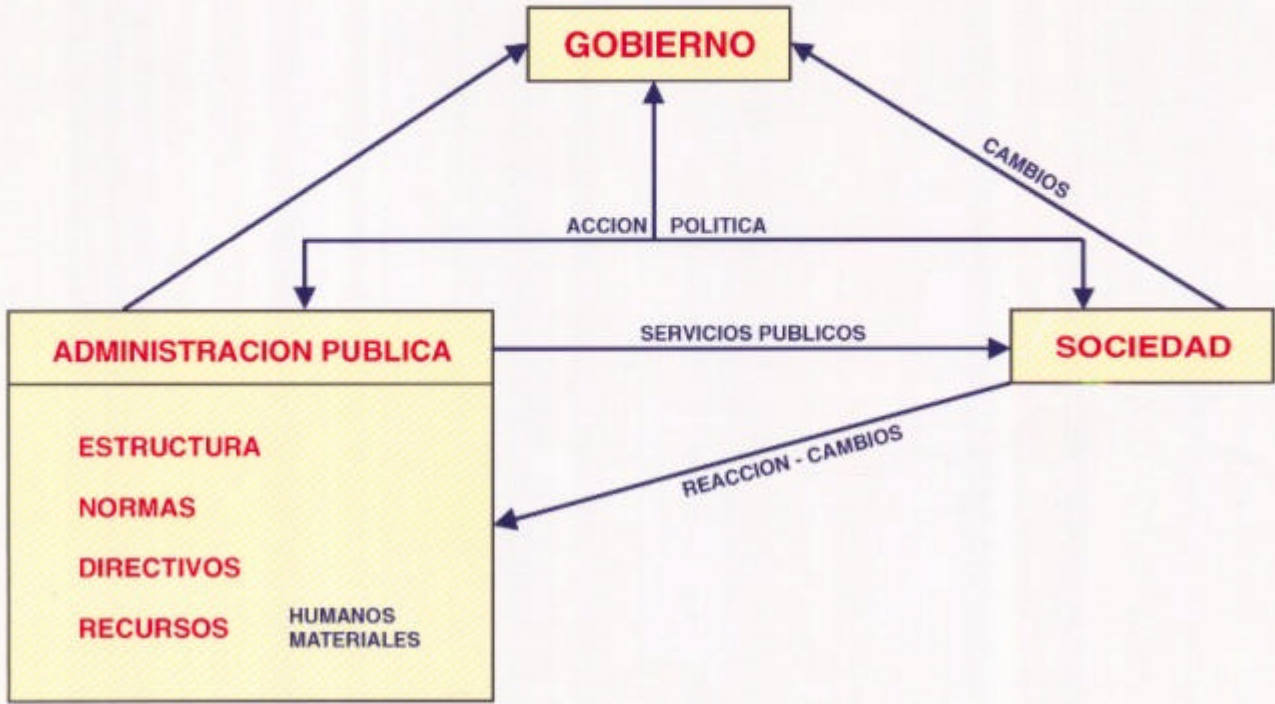 GOBIERNO
CAMBIOS
ACCION POLITICA
ADMINISTRACION PUBLICA
SERVICIOS PUBLICOS
SOCIEDAD
REACCION - CAMBIOS
ESTRUCTURA
NORMAS
DIRECTIVOS
RECURSOS
HUMANOS
MATERIALES